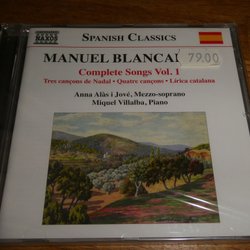 NAXOS
SPANISH CLASSICS
MANUEL BLANCA
79.00
Complete Songs Vol. 1
Tres cançons de Nadal • Quatre cançons • Lírica catalana
Anna Alàs i Jové, Mezzo-soprano
Miquel Villalba, Piano